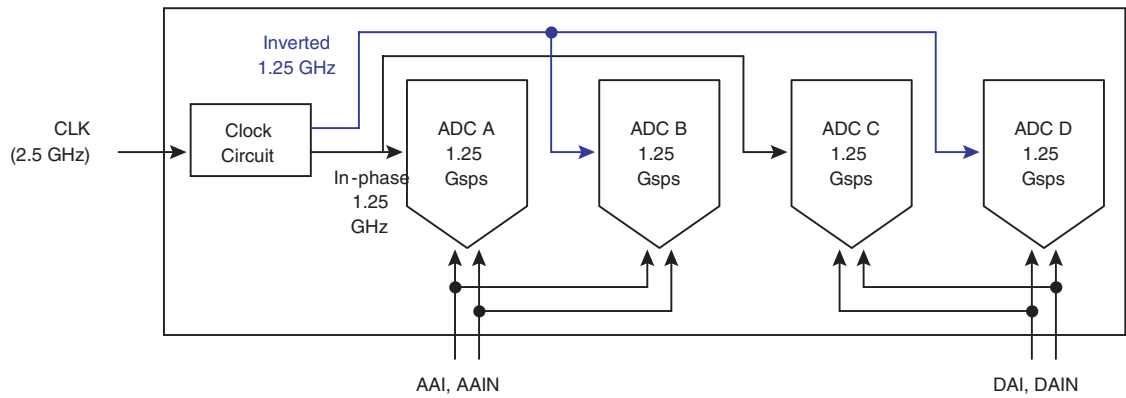 Inverted
1.25 GHz
CLK
(2.5 GHz)
Clock
Circuit
In-phase
1.25
GHz
ADC A
1.25
Gsps
ADC B
1.25
Gsps
ADC C
1.25
Gsps
ADC D
1.25
Gsps
AAI, AAIN
DAI, DAIN